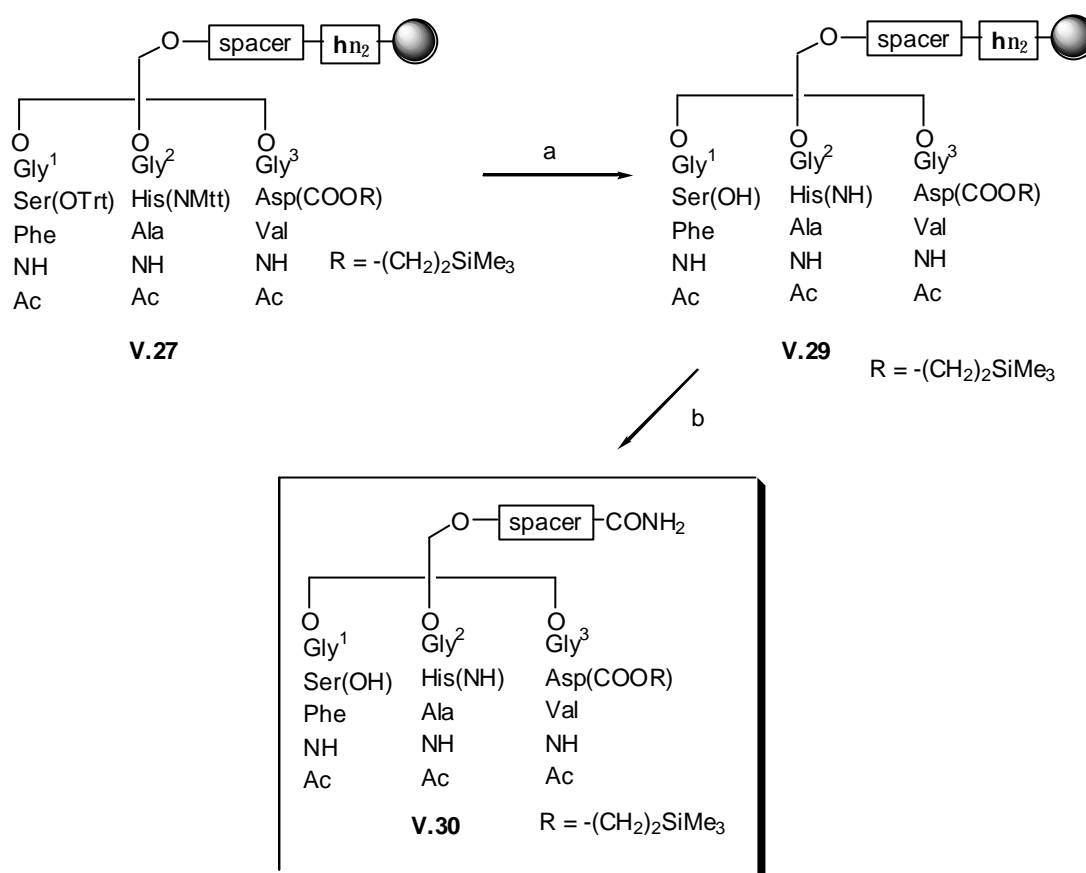 O spacer hn₂
O O O
Gly¹ Gly² Gly³
Ser(OTrt) His(NMtt) Asp(COOR)
Phe Ala Val
NH NH NH
Ac Ac Ac
R = -(CH₂)₂SiMe₃
V.27
a
O spacer hn₂
O O O
Gly¹ Gly² Gly³
Ser(OH) His(NH) Asp(COOR)
Phe Ala Val
NH NH NH
Ac Ac Ac
V.29
R = -(CH₂)₂SiMe₃
b
O spacer CONH₂
O O O
Gly¹ Gly² Gly³
Ser(OH) His(NH) Asp(COOR)
Phe Ala Val
NH NH NH
Ac Ac Ac
V.30
R = -(CH₂)₂SiMe₃